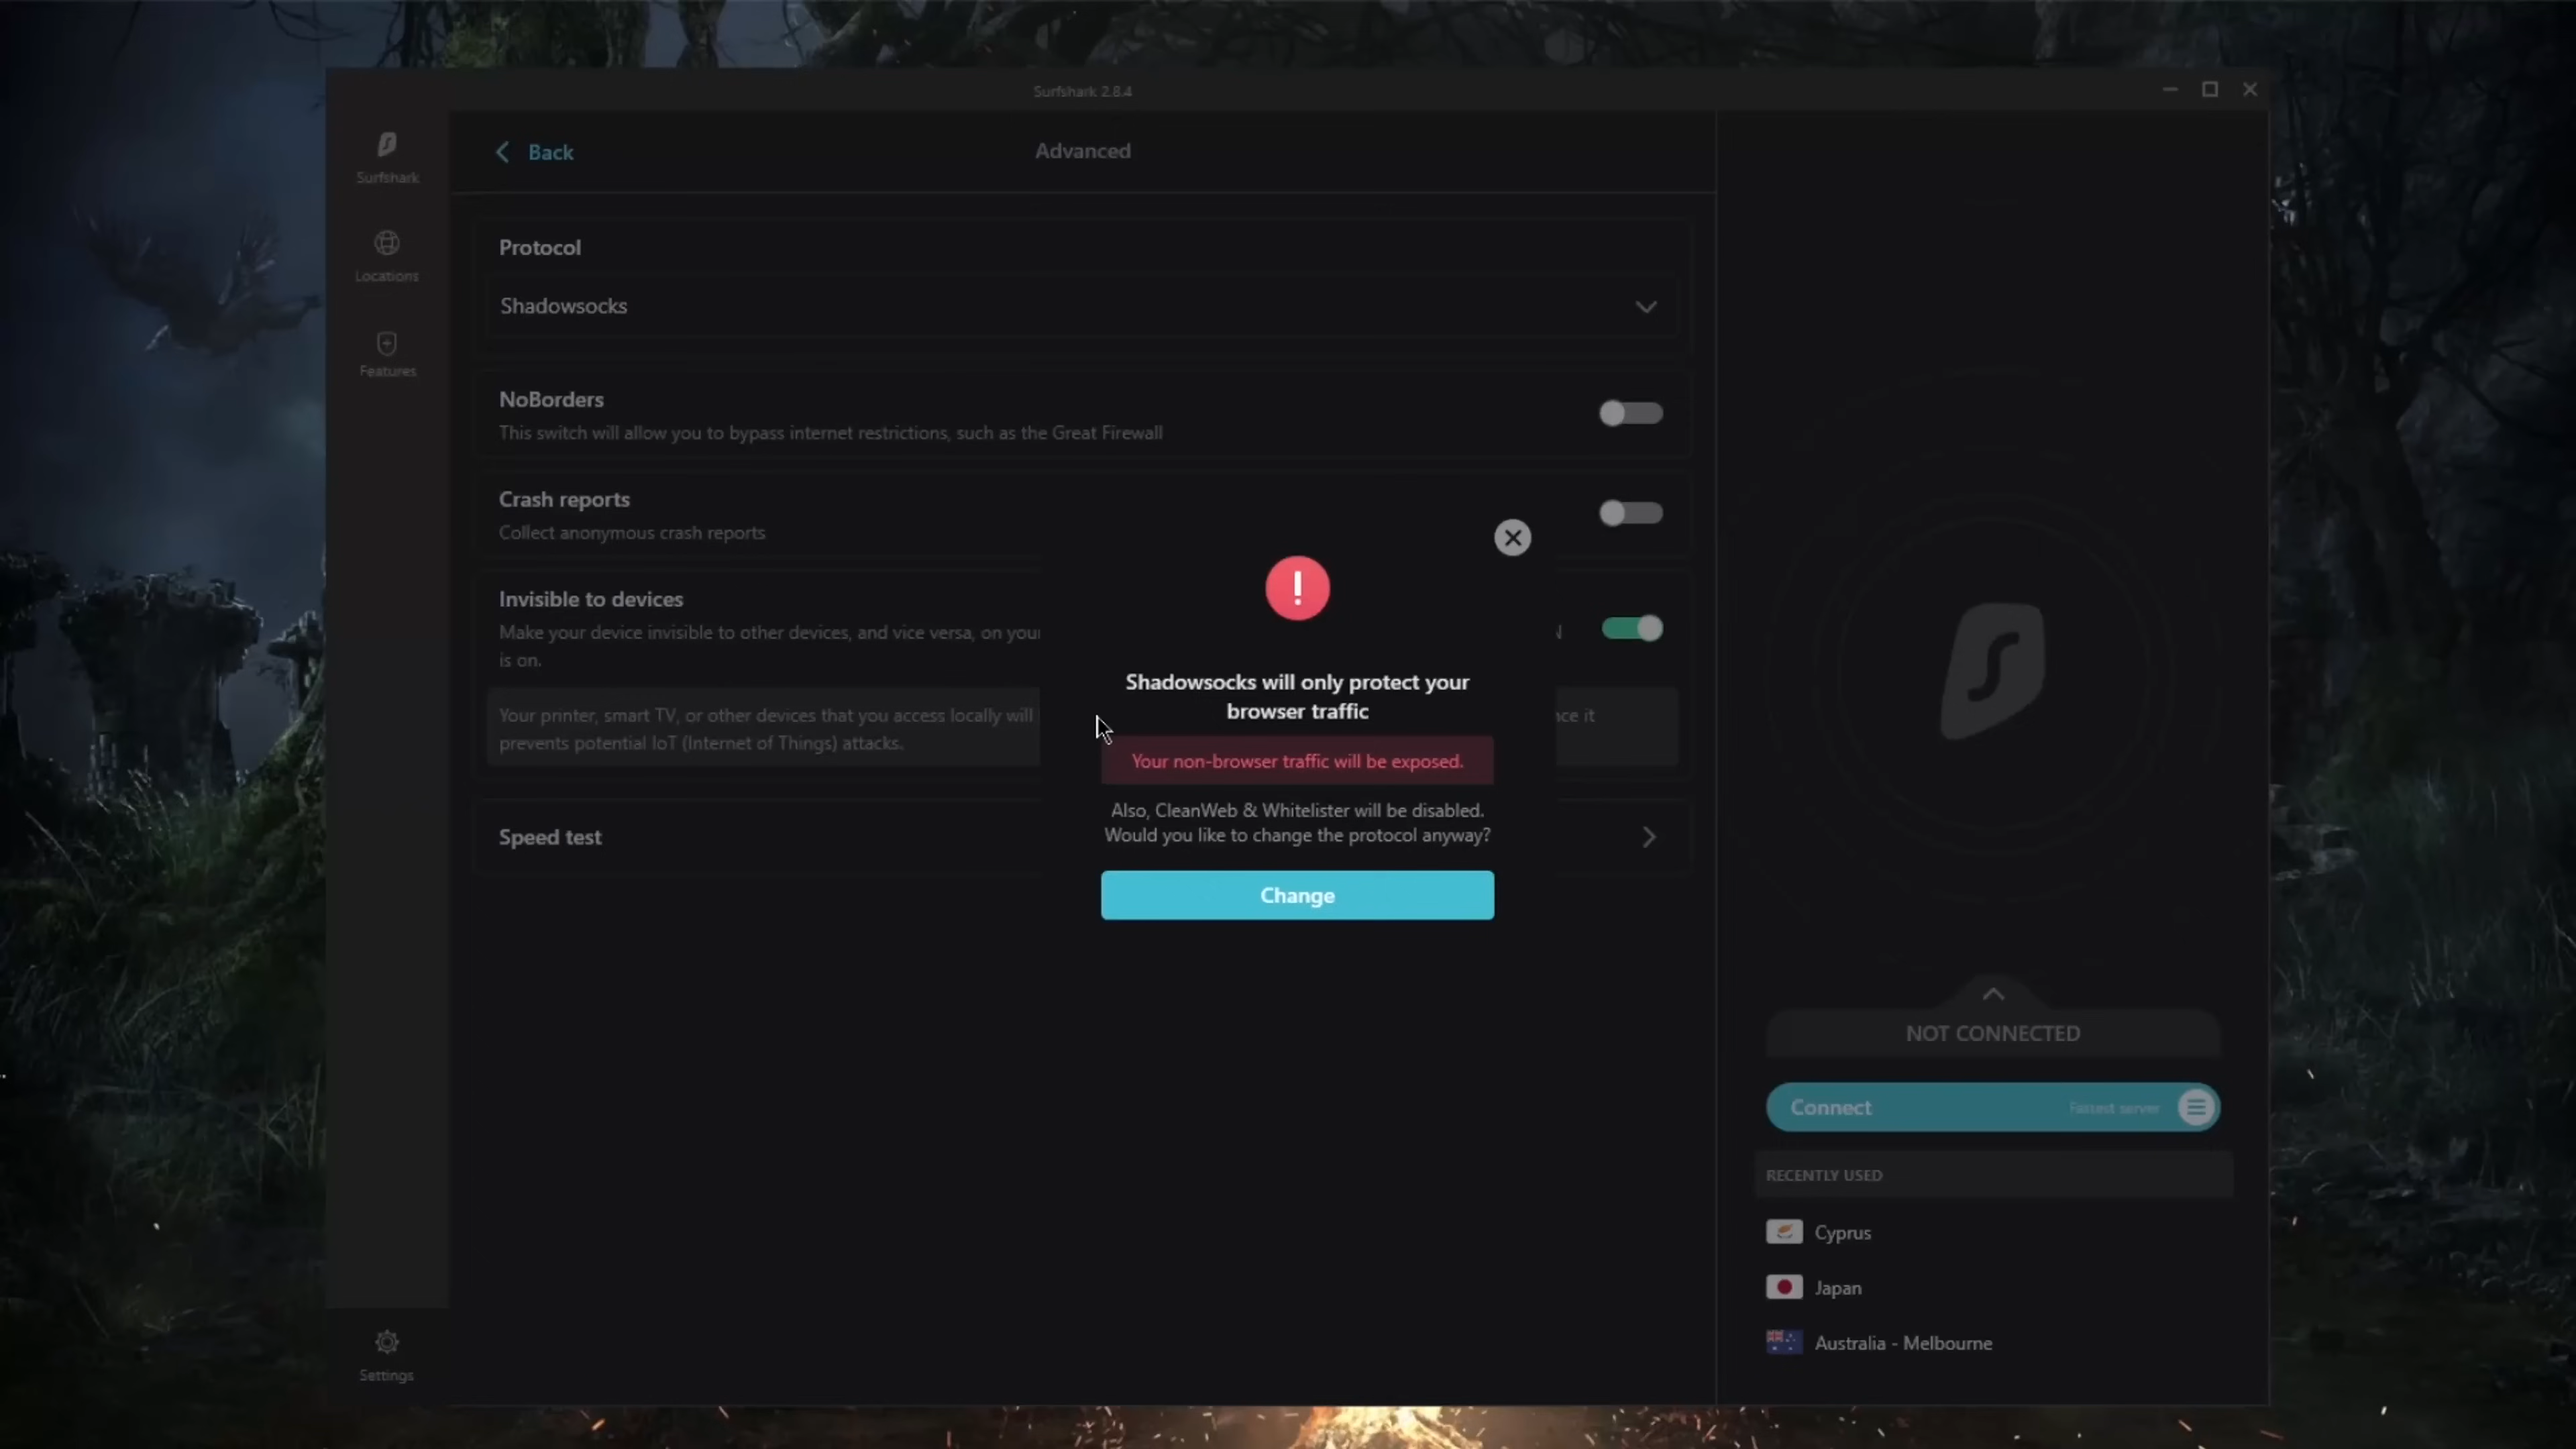 Surfshark 2.8.4
Surfshark
Locations
Features
Settings
Back
Advanced
Protocol
Shadowsocks
NoBorders
This switch will allow you to bypass internet restrictions, such as the Great Firewall
Crash reports
Collect anonymous crash reports
Invisible to devices
Make your device invisible to other devices, and vice versa, on your
is on.
Your printer, smart TV, or other devices that you access locally will
prevents potential IoT (Internet of Things) attacks.
it
Speed test
Shadowsocks will only protect your
browser traffic
Your non-browser traffic will be exposed.
Also, CleanWeb & Whitelister will be disabled.
Would you like to change the protocol anyway?
Change
NOT CONNECTED
Connect
Fastest server
RECENTLY USED
Cyprus
Japan
Australia - Melbourne